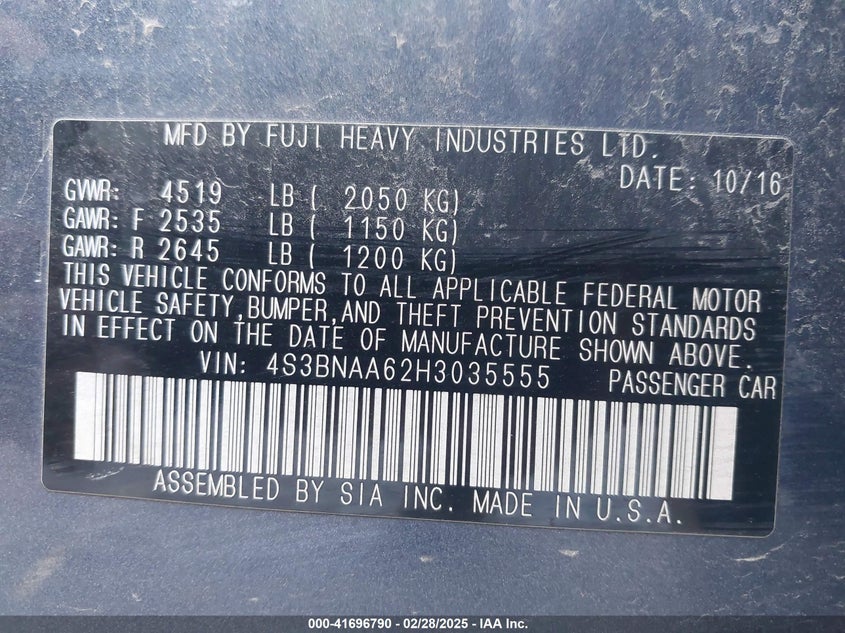 MFD BY FUJI HEAVY INDUSTRIES LTD.
DATE: 10/16
GVWR: 4519 LB ( 2050 KG)
GAWR: F 2535 LB ( 1150 KG)
GAWR: R 2645 LB ( 1200 KG)
THIS VEHICLE CONFORMS TO ALL APPLICABLE FEDERAL MOTOR
VEHICLE SAFETY, BUMPER, AND THEFT PREVENTION STANDARDS
IN EFFECT ON THE DATE OF MANUFACTURE SHOWN ABOVE.
VIN: 4S3BNAA62H3035555 PASSENGER CAR
ASSEMBLED BY SIA INC. MADE IN U.S.A.
000-41696790 - 02/28/2025 - IAA Inc.